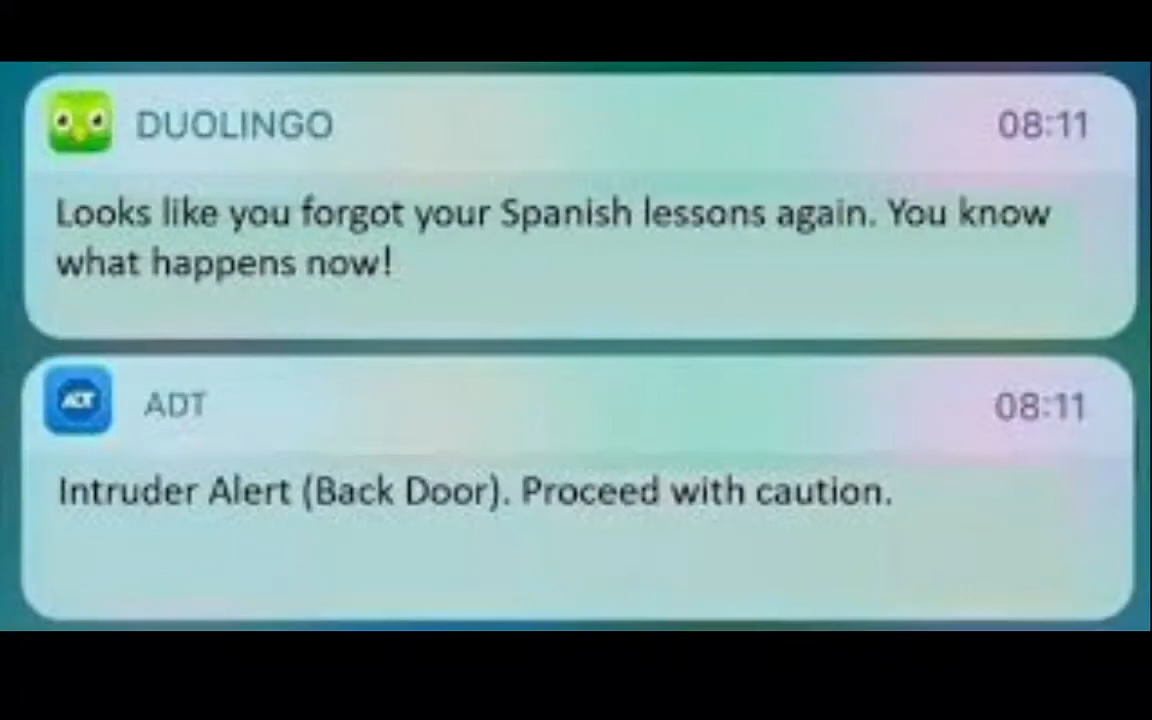 DUOLINGO 08:11
Looks like you forgot your Spanish lessons again. You know
what happens now!
ADT
ADT 08:11
Intruder Alert (Back Door). Proceed with caution.